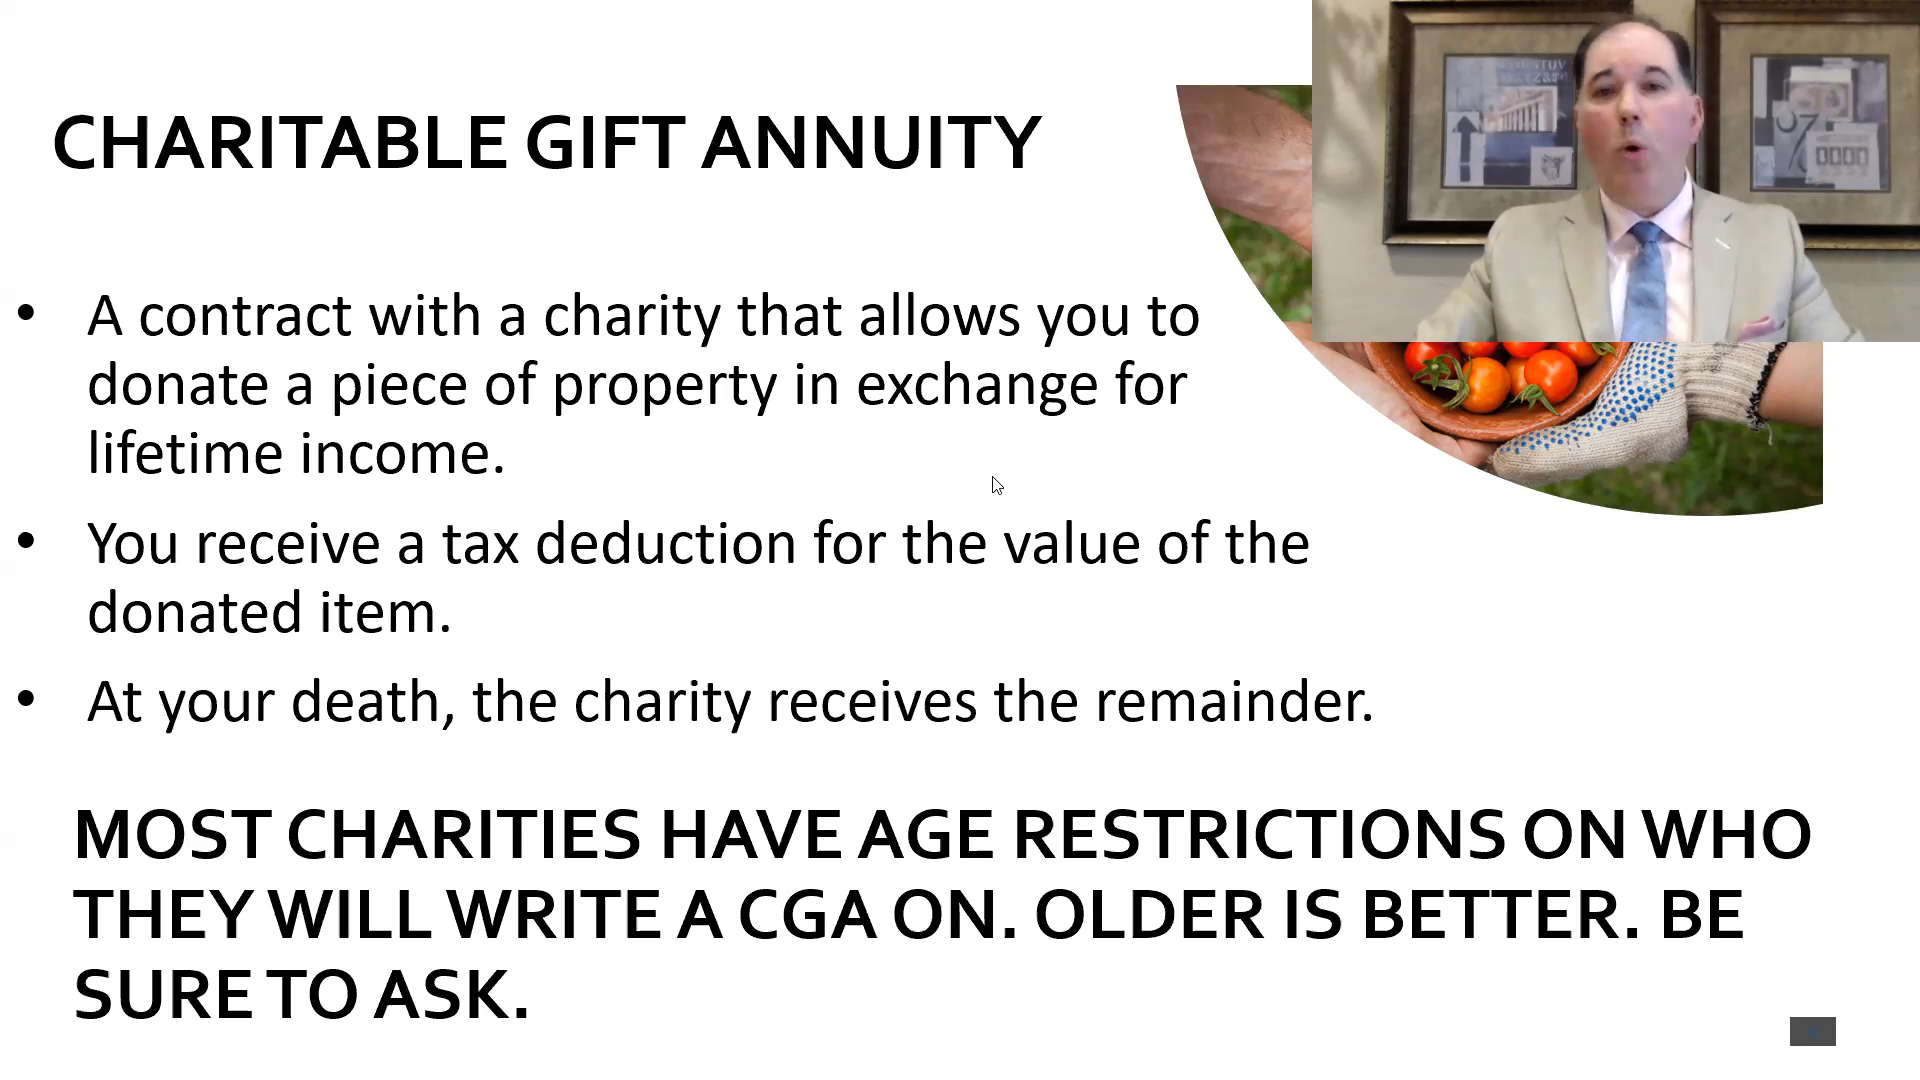 CHARITABLE GIFT ANNUITY
• A contract with a charity that allows you to
donate a piece of property in exchange for
lifetime income.
• You receive a tax deduction for the value of the
donated item.
• At your death, the charity receives the remainder.
MOST CHARITIES HAVE AGE RESTRICTIONS ON WHO
THEY WILL WRITE A CGA ON. OLDER IS BETTER. BE
SURE TO ASK.